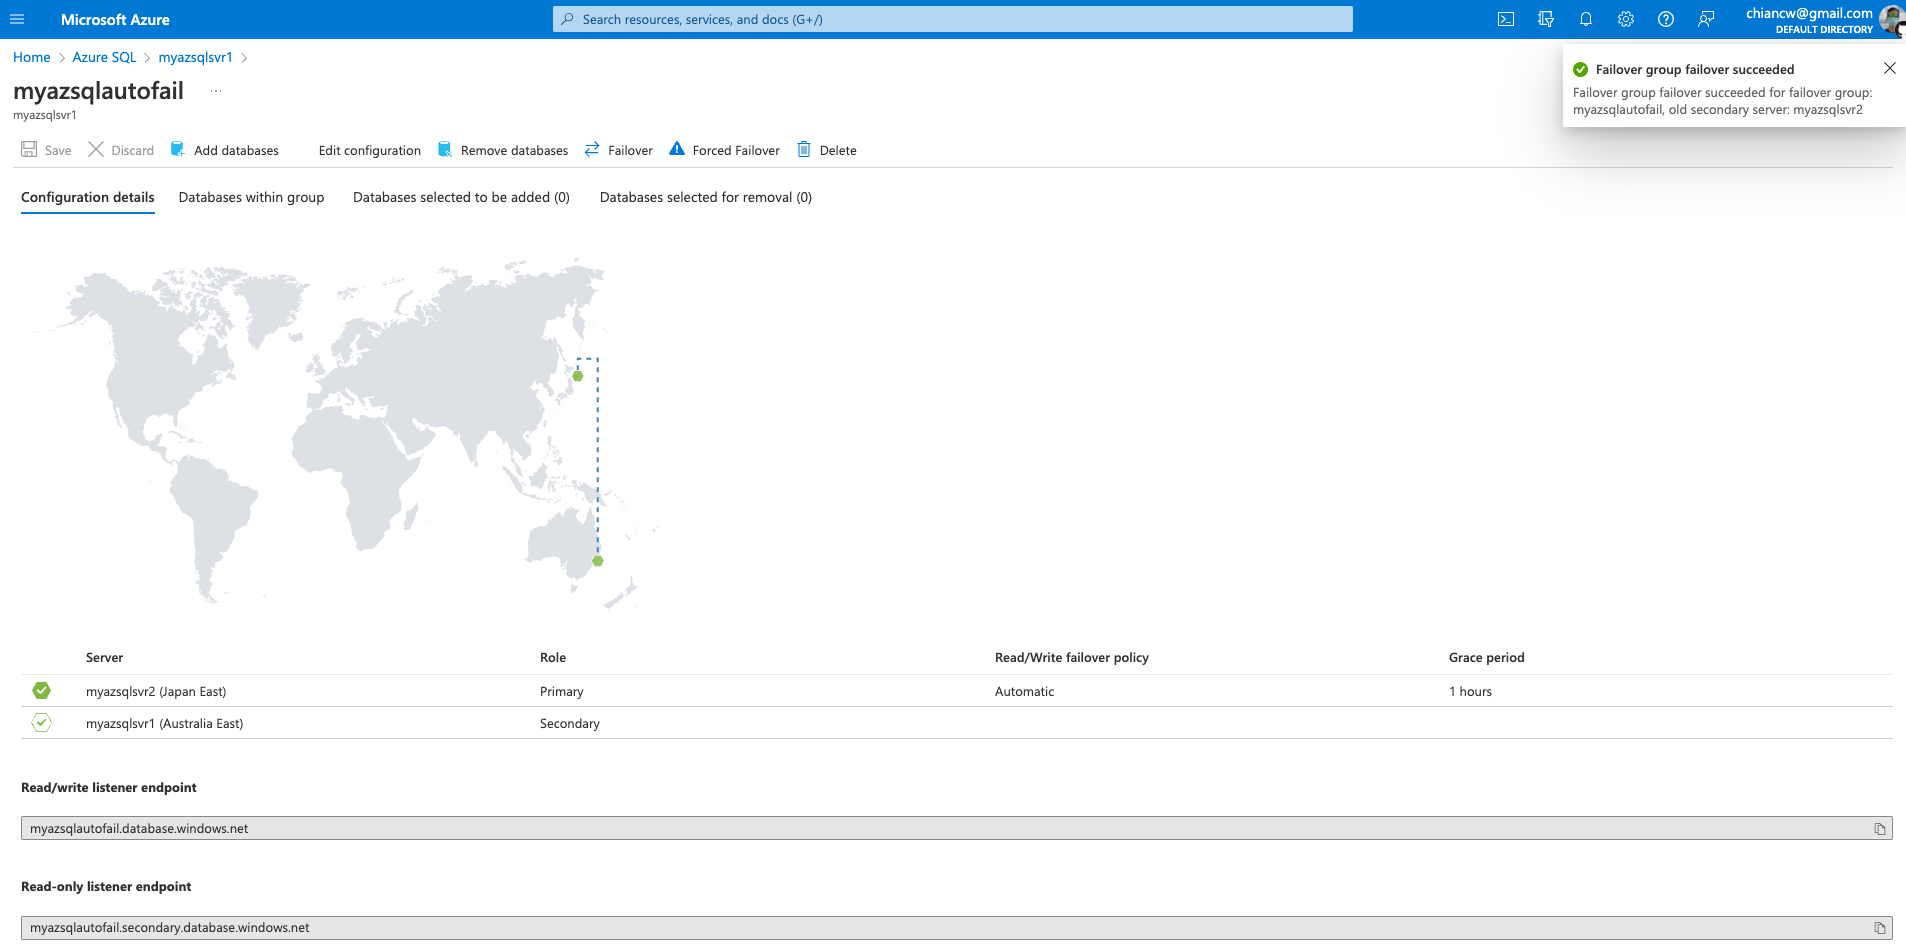 Microsoft Azure
Search resources, services, and docs (G+/)
chiancw@gmail.com
DEFAULT DIRECTORY
Home > Azure SQL > myazsqlsvr1 >
myazsqlautofail ...
myazsqlsvr1
Failover group failover succeeded
Failover group failover succeeded for failover group:
myazsqlautofail, old secondary server: myazsqlsvr2
Save Discard Add databases Edit configuration Remove databases Failover Forced Failover Delete
Configuration details Databases within group Databases selected to be added (0) Databases selected for removal (0)
Server Role Read/Write failover policy Grace period
myazsqlsvr2 (Japan East) Primary Automatic 1 hours
myazsqlsvr1 (Australia East) Secondary
Read/write listener endpoint
myazsqlautofail.database.windows.net
Read-only listener endpoint
myazsqlautofail.secondary.database.windows.net